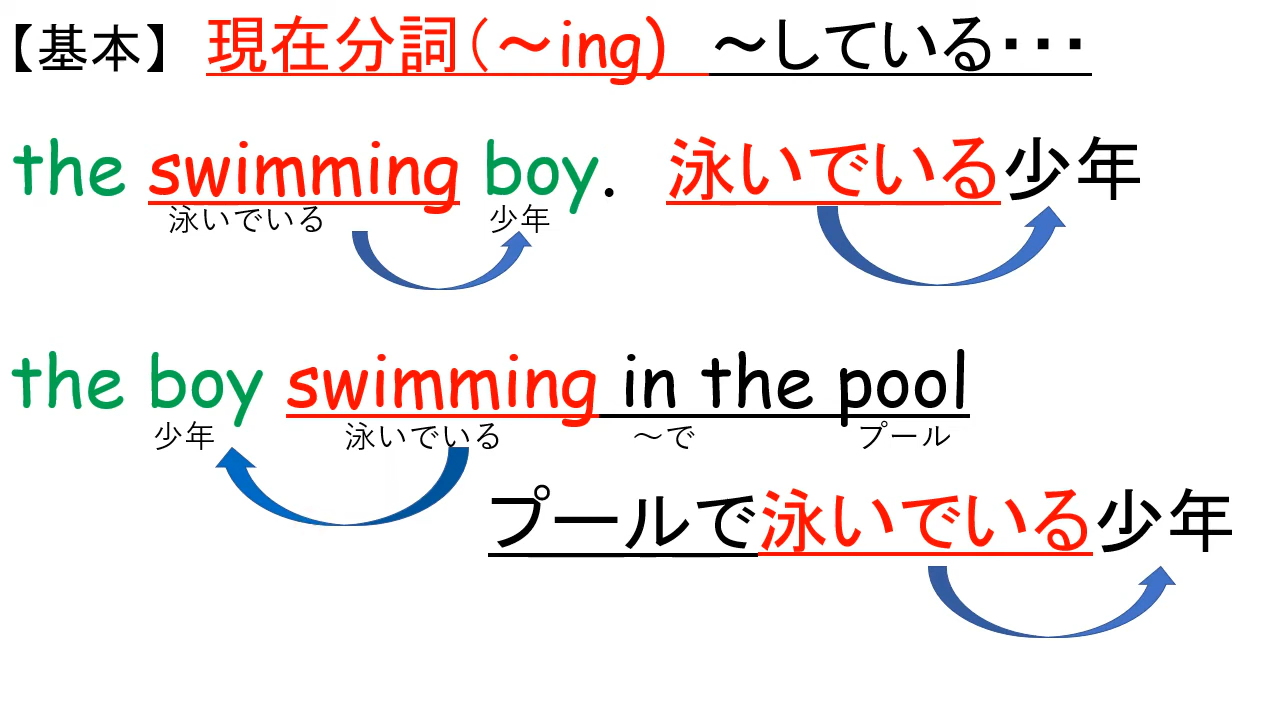 【基本】 現在分詞(～ing) ～している・・・
the swimming boy. 泳いでいる少年
泳いでいる 少年
the boy swimming in the pool
少年 泳いでいる ～で プール
プールで泳いでいる少年